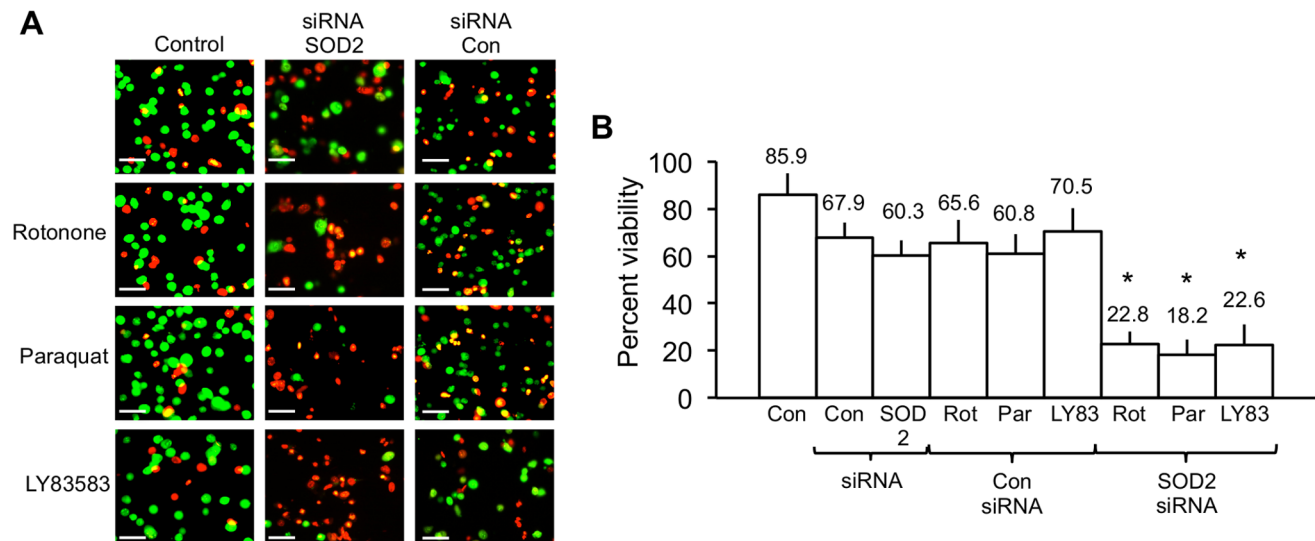 A
Control
siRNA
SOD2
siRNA
Con
Rotonone
Paraquat
LY83583
B
Percent viability
100
80
60
40
20
0
85.9
67.9
60.3
65.6
60.8
70.5
*
22.8
*
18.2
*
22.6
Con
Con
SOD
2
Rot
Par
LY83
Rot
Par
LY83
siRNA
Con
siRNA
SOD2
siRNA